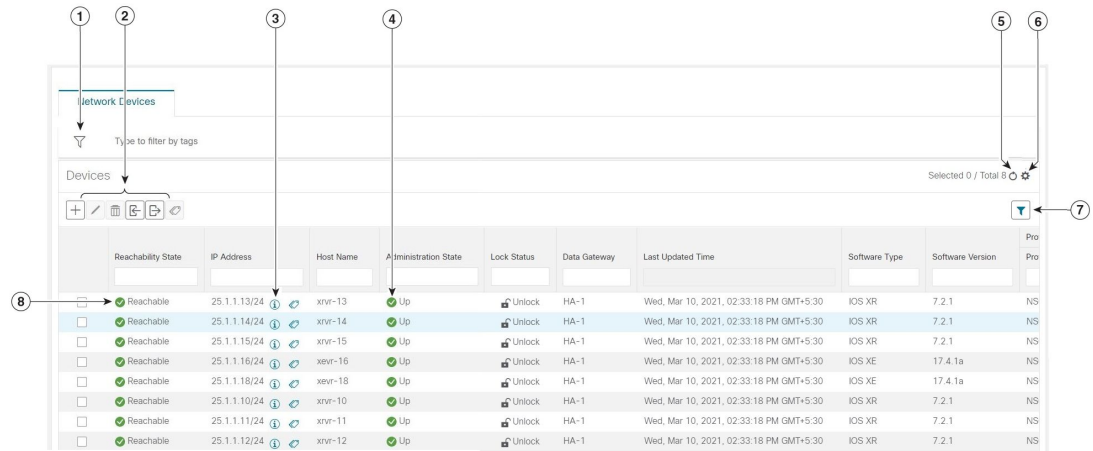 1 2 3 4 5 6
Network Devices
Type to filter by tags
Devices Selected 0 / Total 8
7
Pro
Reachability State IP Address Host Name Administration State Lock Status Data Gateway Last Updated Time Software Type Software Version Pro
8 Reachable 25.1.1.13/24 xrvr-13 Up Unlock HA-1 Wed, Mar 10, 2021, 02:33:18 PM GMT+5:30 IOS XR 7.2.1 NS
Reachable 25.1.1.14/24 xrvr-14 Up Unlock HA-1 Wed, Mar 10, 2021, 02:33:18 PM GMT+5:30 IOS XR 7.2.1 NS
Reachable 25.1.1.15/24 xrvr-15 Up Unlock HA-1 Wed, Mar 10, 2021, 02:33:18 PM GMT+5:30 IOS XR 7.2.1 NS
Reachable 25.1.1.16/24 xevr-16 Up Unlock HA-1 Wed, Mar 10, 2021, 02:33:18 PM GMT+5:30 IOS XE 17.4.1a NS
Reachable 25.1.1.18/24 xevr-18 Up Unlock HA-1 Wed, Mar 10, 2021, 02:33:18 PM GMT+5:30 IOS XE 17.4.1a NS
Reachable 25.1.1.10/24 xrvr-10 Up Unlock HA-1 Wed, Mar 10, 2021, 02:33:18 PM GMT+5:30 IOS XR 7.2.1 NS
Reachable 25.1.1.11/24 xrvr-11 Up Unlock HA-1 Wed, Mar 10, 2021, 02:33:18 PM GMT+5:30 IOS XR 7.2.1 NS
Reachable 25.1.1.12/24 xrvr-12 Up Unlock HA-1 Wed, Mar 10, 2021, 02:33:18 PM GMT+5:30 IOS XR 7.2.1 NS